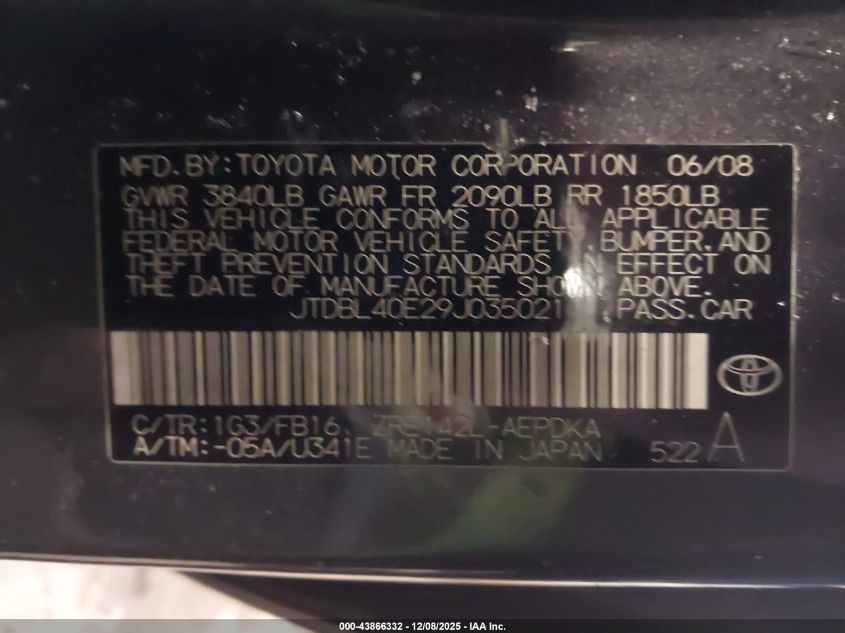 MFD.BY:TOYOTA MOTOR CORPORATION 06/08
GVWR 3840LB GAWR FR 2090LB RR 1850LB
THIS VEHICLE CONFORMS TO ALL APPLICABLE
FEDERAL MOTOR VEHICLE SAFETY, BUMPER,AND
THEFT PREVENTION STANDARDS IN EFFECT ON
THE DATE OF MANUFACTURE SHOWN ABOVE.
PASS.CAR
C/TR:1G3/FB16. ZRE142L-AEPDKA
A/TM:-05A/U341E MADE IN JAPAN 522 A
000-43866332 - 12/08/2025 - IAA Inc.